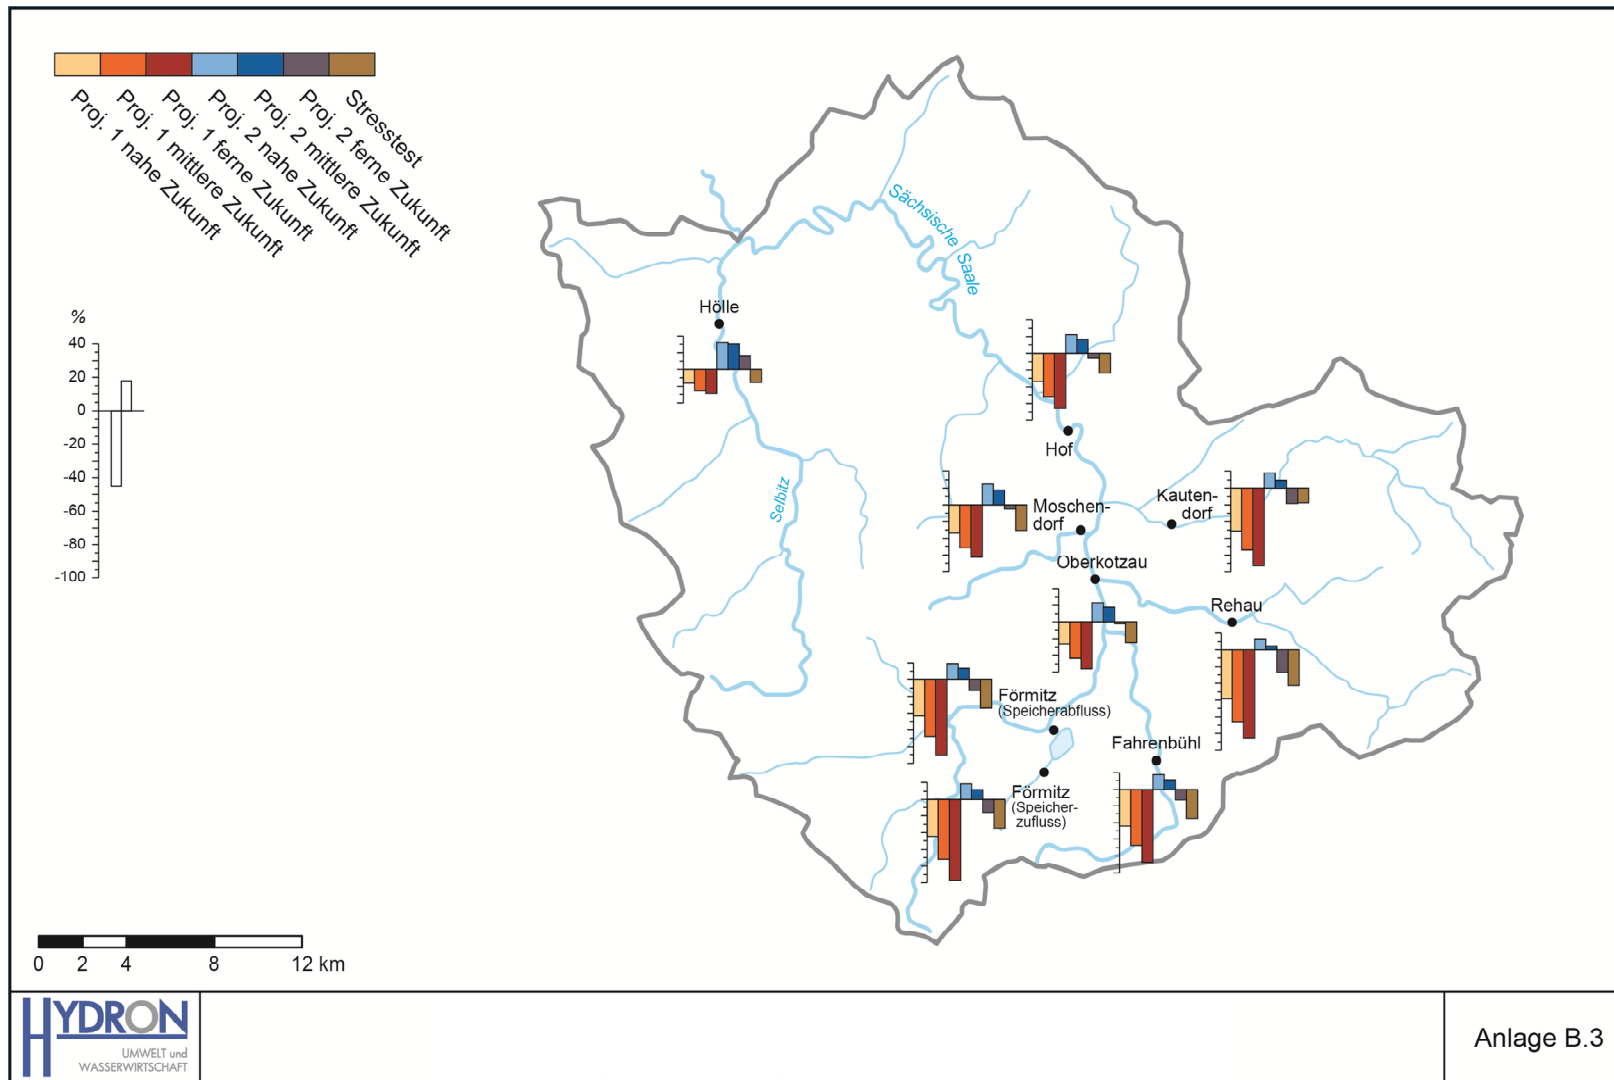 Proj. 1 nahe Zukunft
Proj. 1 mittlere Zukunft
Proj. 1 ferne Zukunft
Proj. 2 nahe Zukunft
Proj. 2 mittlere Zukunft
Proj. 2 ferne Zukunft
Stresstest
%
40
20
0
-20
-40
-60
-80
-100
Sächsische Saale
Hölle
Hof
Selbitz
Moschen-
dorf
Kauten-
dorf
Oberkotzau
Rehau
Förmitz
(Speicherabfluss)
Fahrenbühl
Förmitz
(Speicher-
zufluss)
0 2 4 8 12 km
HYDRON
UMWELT und
WASSERWIRTSCHAFT
Anlage B.3